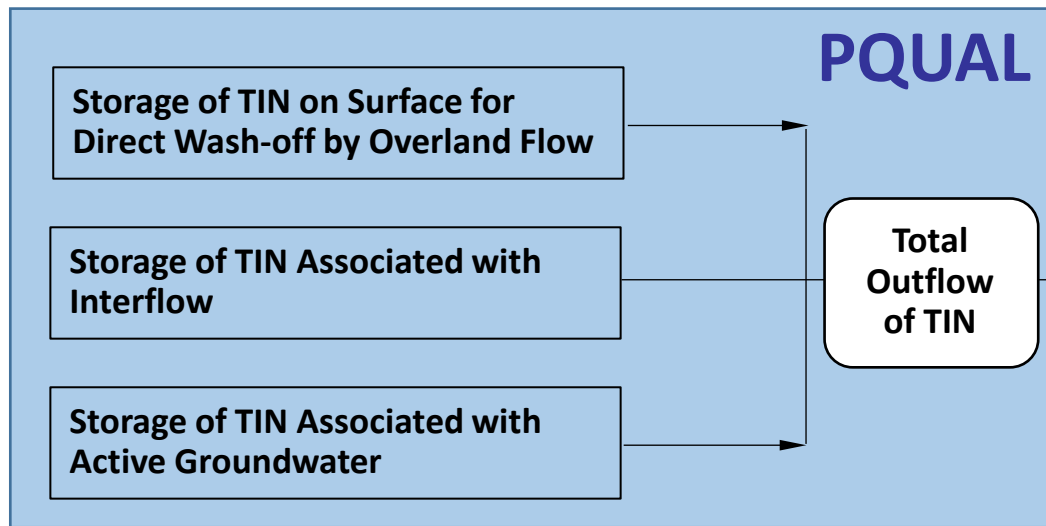 PQUAL
Storage of TIN on Surface for
Direct Wash-off by Overland Flow
Storage of TIN Associated with
Interflow
Total
Outflow
of TIN
Storage of TIN Associated with
Active Groundwater